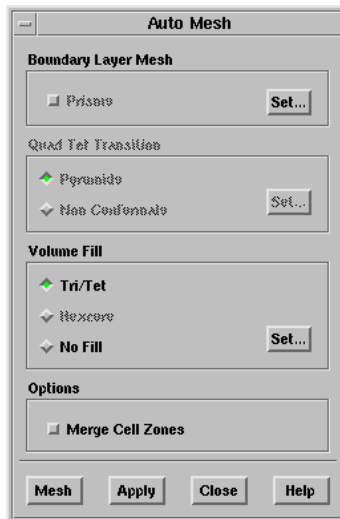 Auto Mesh
Boundary Layer Mesh
Prisms
Set...
Quad Tet Transition
Pyramids
Non Conformals
Set...
Volume Fill
Tri/Tet
Hexcore
No Fill
Set...
Options
Merge Cell Zones
Mesh Apply Close Help